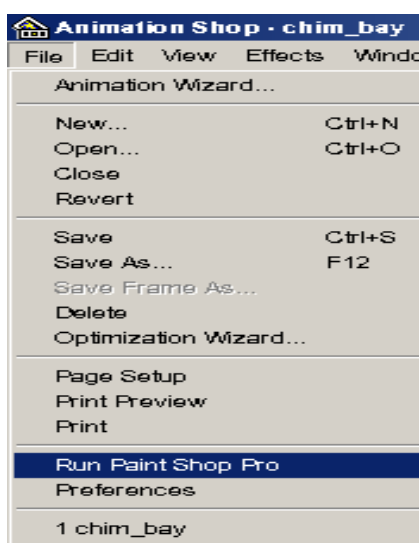 Animation Shop - chim_bay
File Edit View Effects Windo
Animation Wizard...
New... Ctrl+N
Open... Ctrl+O
Close
Revert
Save Ctrl+S
Save As... F12
Save Frame As...
Delete
Optimization Wizard...
Page Setup
Print Preview
Print
Run Paint Shop Pro
Preferences
1 chim_bay